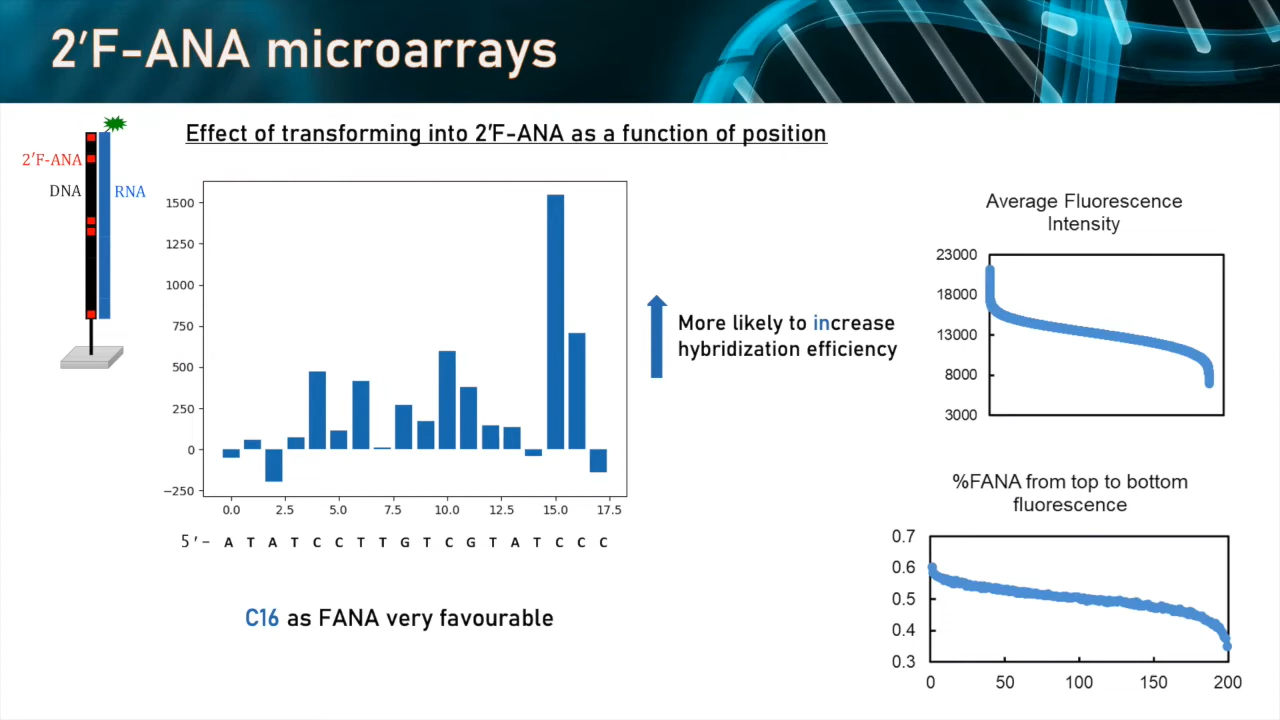 2′F-ANA microarrays
Effect of transforming into 2′F-ANA as a function of position
2′F-ANA
DNA
RNA
1500
1250
1000
750
500
250
0
−250
0.0 2.5 5.0 7.5 10.0 12.5 15.0 17.5
5′– A T A T C C T T G T C G T A T C C C
C16 as FANA very favourable
More likely to increase
hybridization efficiency
Average Fluorescence
Intensity
23000
18000
13000
8000
3000
%FANA from top to bottom
fluorescence
0.7
0.6
0.5
0.4
0.3
0 50 100 150 200